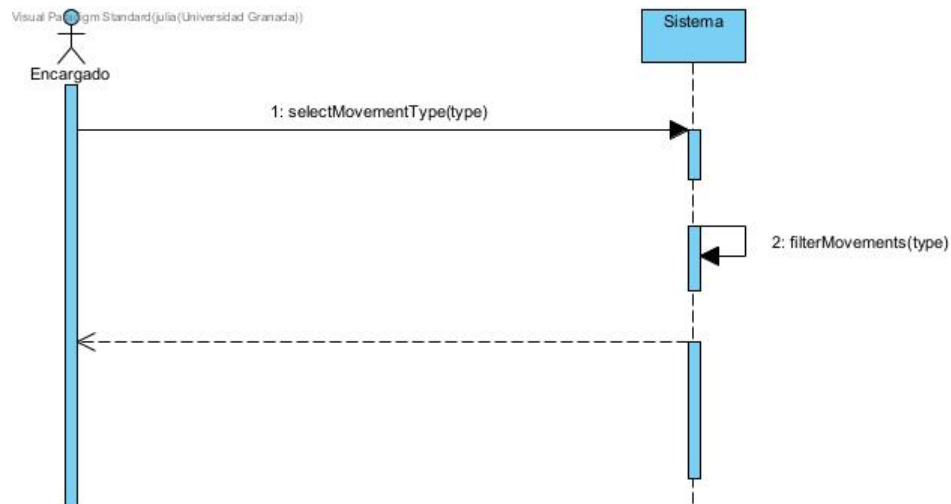 Visual Paradigm Standard(julia(Universidad Granada))
Sistema
Encargado
1: selectMovementType(type)
2: filterMovements(type)